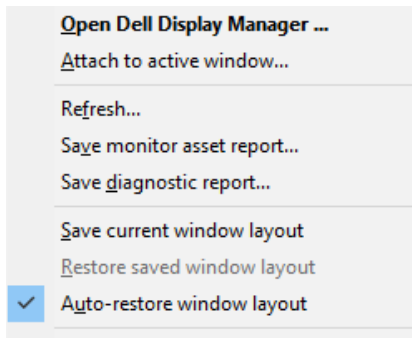 Open Dell Display Manager ...
Attach to active window...
Refresh...
Save monitor asset report...
Save diagnostic report...
Save current window layout
Restore saved window layout
Auto-restore window layout